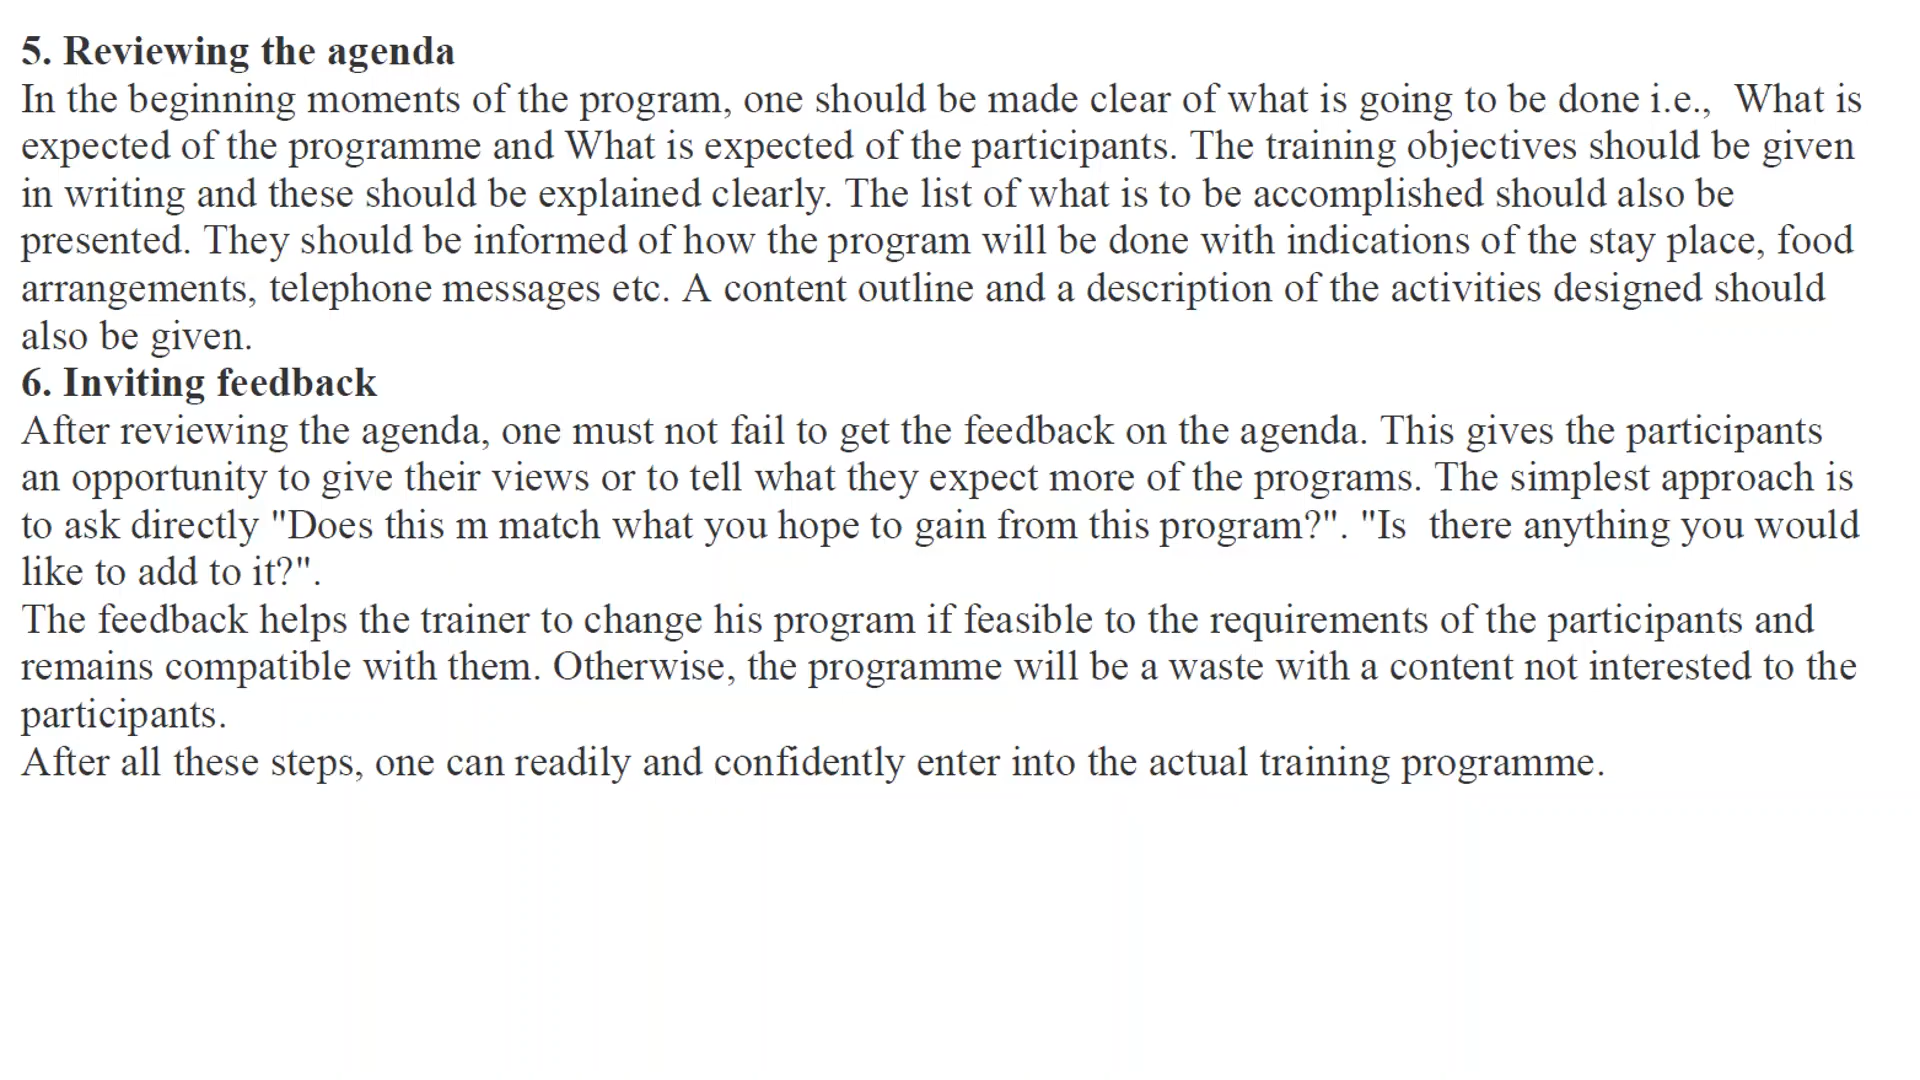 5. Reviewing the agenda
In the beginning moments of the program, one should be made clear of what is going to be done i.e.,  What is
expected of the programme and What is expected of the participants. The training objectives should be given
in writing and these should be explained clearly. The list of what is to be accomplished should also be
presented. They should be informed of how the program will be done with indications of the stay place, food
arrangements, telephone messages etc. A content outline and a description of the activities designed should
also be given.
6. Inviting feedback
After reviewing the agenda, one must not fail to get the feedback on the agenda. This gives the participants
an opportunity to give their views or to tell what they expect more of the programs. The simplest approach is
to ask directly "Does this m match what you hope to gain from this program?". "Is  there anything you would
like to add to it?".
The feedback helps the trainer to change his program if feasible to the requirements of the participants and
remains compatible with them. Otherwise, the programme will be a waste with a content not interested to the
participants.
After all these steps, one can readily and confidently enter into the actual training programme.